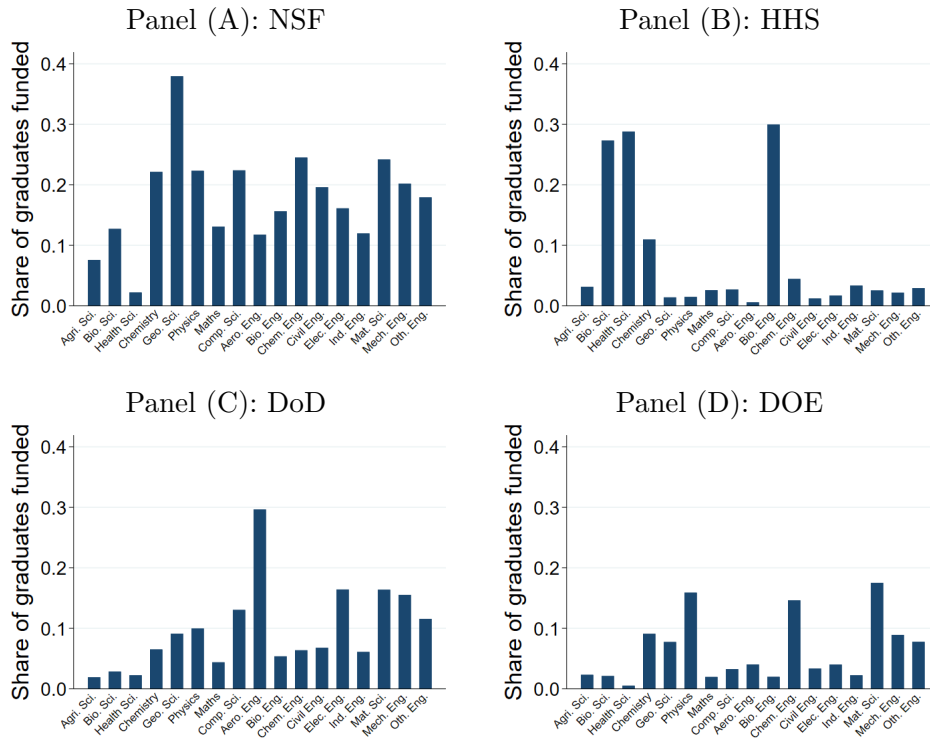 Panel (A): NSF
Share of graduates funded
0.4
0.3
0.2
0.1
0.0
Agri. Sci.
Bio. Sci.
Health Sci.
Chemistry
Geo. Sci.
Physics
Maths
Comp. Sci.
Aero. Eng.
Bio. Eng.
Chem. Eng.
Civil Eng.
Elec. Eng.
Ind. Eng.
Mat. Sci.
Mech. Eng.
Oth. Eng.
Panel (B): HHS
Share of graduates funded
0.4
0.3
0.2
0.1
0.0
Agri. Sci.
Bio. Sci.
Health Sci.
Chemistry
Geo. Sci.
Physics
Maths
Comp. Sci.
Aero. Eng.
Bio. Eng.
Chem. Eng.
Civil Eng.
Elec. Eng.
Ind. Eng.
Mat. Sci.
Mech. Eng.
Oth. Eng.
Panel (C): DoD
Share of graduates funded
0.4
0.3
0.2
0.1
0.0
Agri. Sci.
Bio. Sci.
Health Sci.
Chemistry
Geo. Sci.
Physics
Maths
Comp. Sci.
Aero. Eng.
Bio. Eng.
Chem. Eng.
Civil Eng.
Elec. Eng.
Ind. Eng.
Mat. Sci.
Mech. Eng.
Oth. Eng.
Panel (D): DOE
Share of graduates funded
0.4
0.3
0.2
0.1
0.0
Agri. Sci.
Bio. Sci.
Health Sci.
Chemistry
Geo. Sci.
Physics
Maths
Comp. Sci.
Aero. Eng.
Bio. Eng.
Chem. Eng.
Civil Eng.
Elec. Eng.
Ind. Eng.
Mat. Sci.
Mech. Eng.
Oth. Eng.